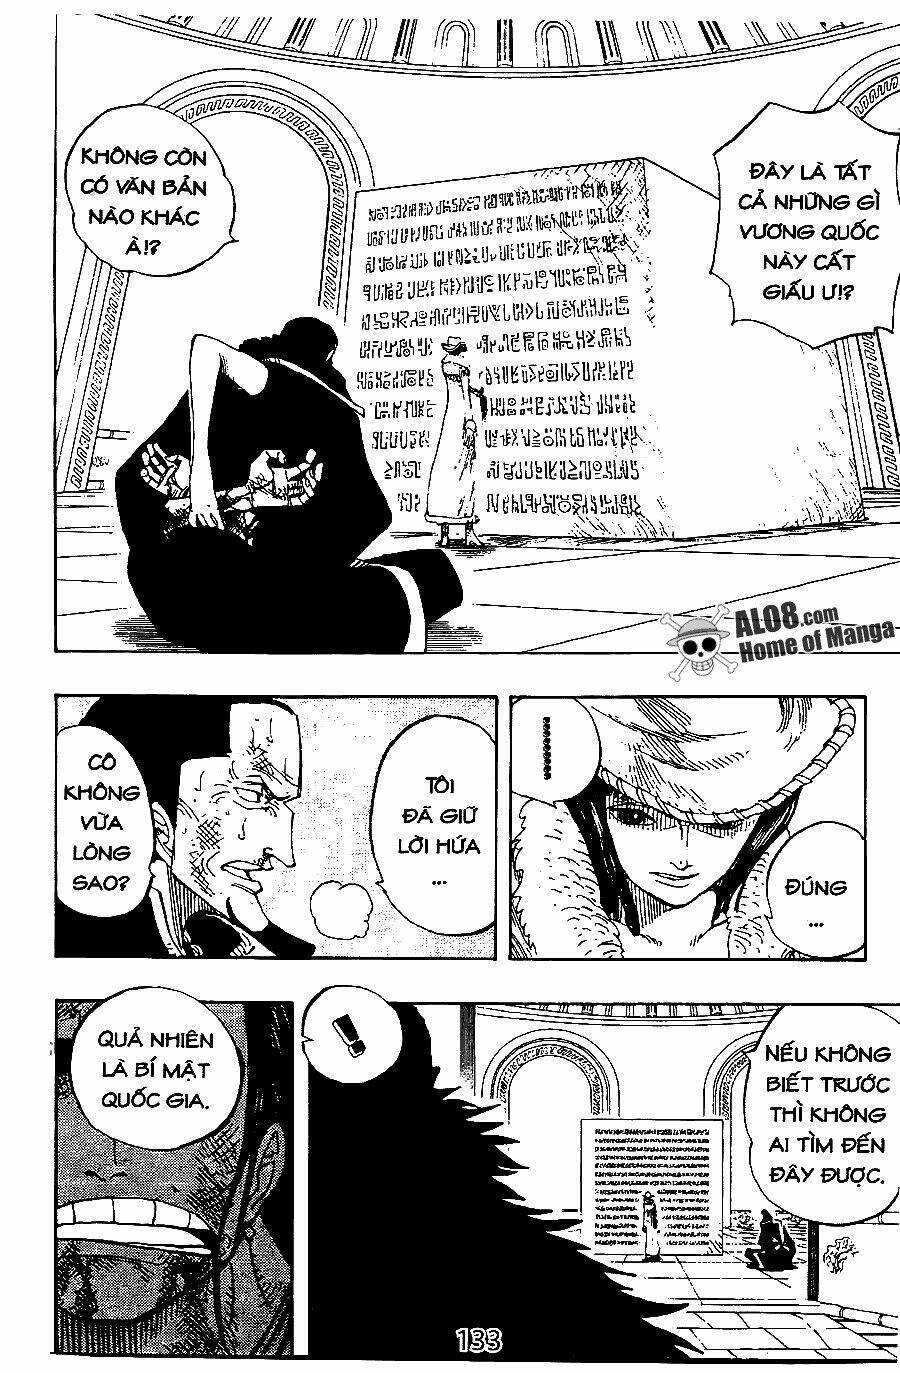 ĐÂY LÀ TẤT
CẢ NHỮNG GÌ
VƯƠNG QUỐC
NÀY CẤT
GIẤU Ư!?
KHÔNG CÒN
CÓ VĂN BẢN
NÀO KHÁC
À!?
AL08.com
Home of Manga
..........
ĐÚNG
...
TÔI
ĐÃ GIỮ
LỜI HỨA
...
CÔ
KHÔNG
VỪA
LÒNG
SAO?
NẾU KHÔNG
BIẾT TRƯỚC
THÌ KHÔNG
AI TÌM ĐẾN
ĐÂY ĐƯỢC.
!
QUẢ NHIÊN
LÀ BÍ MẬT
QUỐC GIA.
133